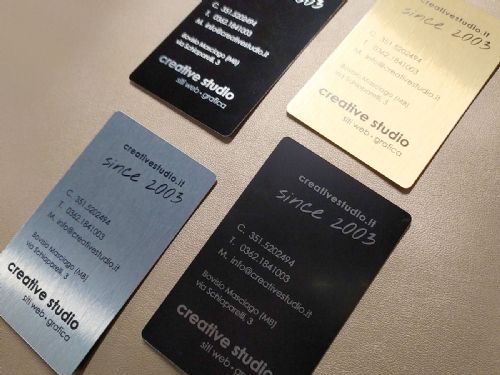 since 2003
C. 351.5202494
T. 0362.1841003
M. info@creativestudio.it
Bovisio Masciago (MB)
via Schiaparelli, 3
creative studio
siti web • grafica
creativestudio.it
since 2003
C. 351.5202494
T. 0362.1841003
M. info@creativestudio.it
Bovisio Masciago (MB)
via Schiaparelli, 3
creative studio
siti web • grafica
creativestudio.it
since 2003
C. 351.5202494
T. 0362.1841003
M. info@creativestudio.it
Bovisio Masciago (MB)
via Schiaparelli, 3
creative studio
siti web • grafica
creativestudio.it
since 2003
C. 351.5202494
T. 0362.1841003
M. info@creativestudio.it
Bovisio Masciago (MB)
via Schiaparelli, 3
creative studio
siti web • grafica